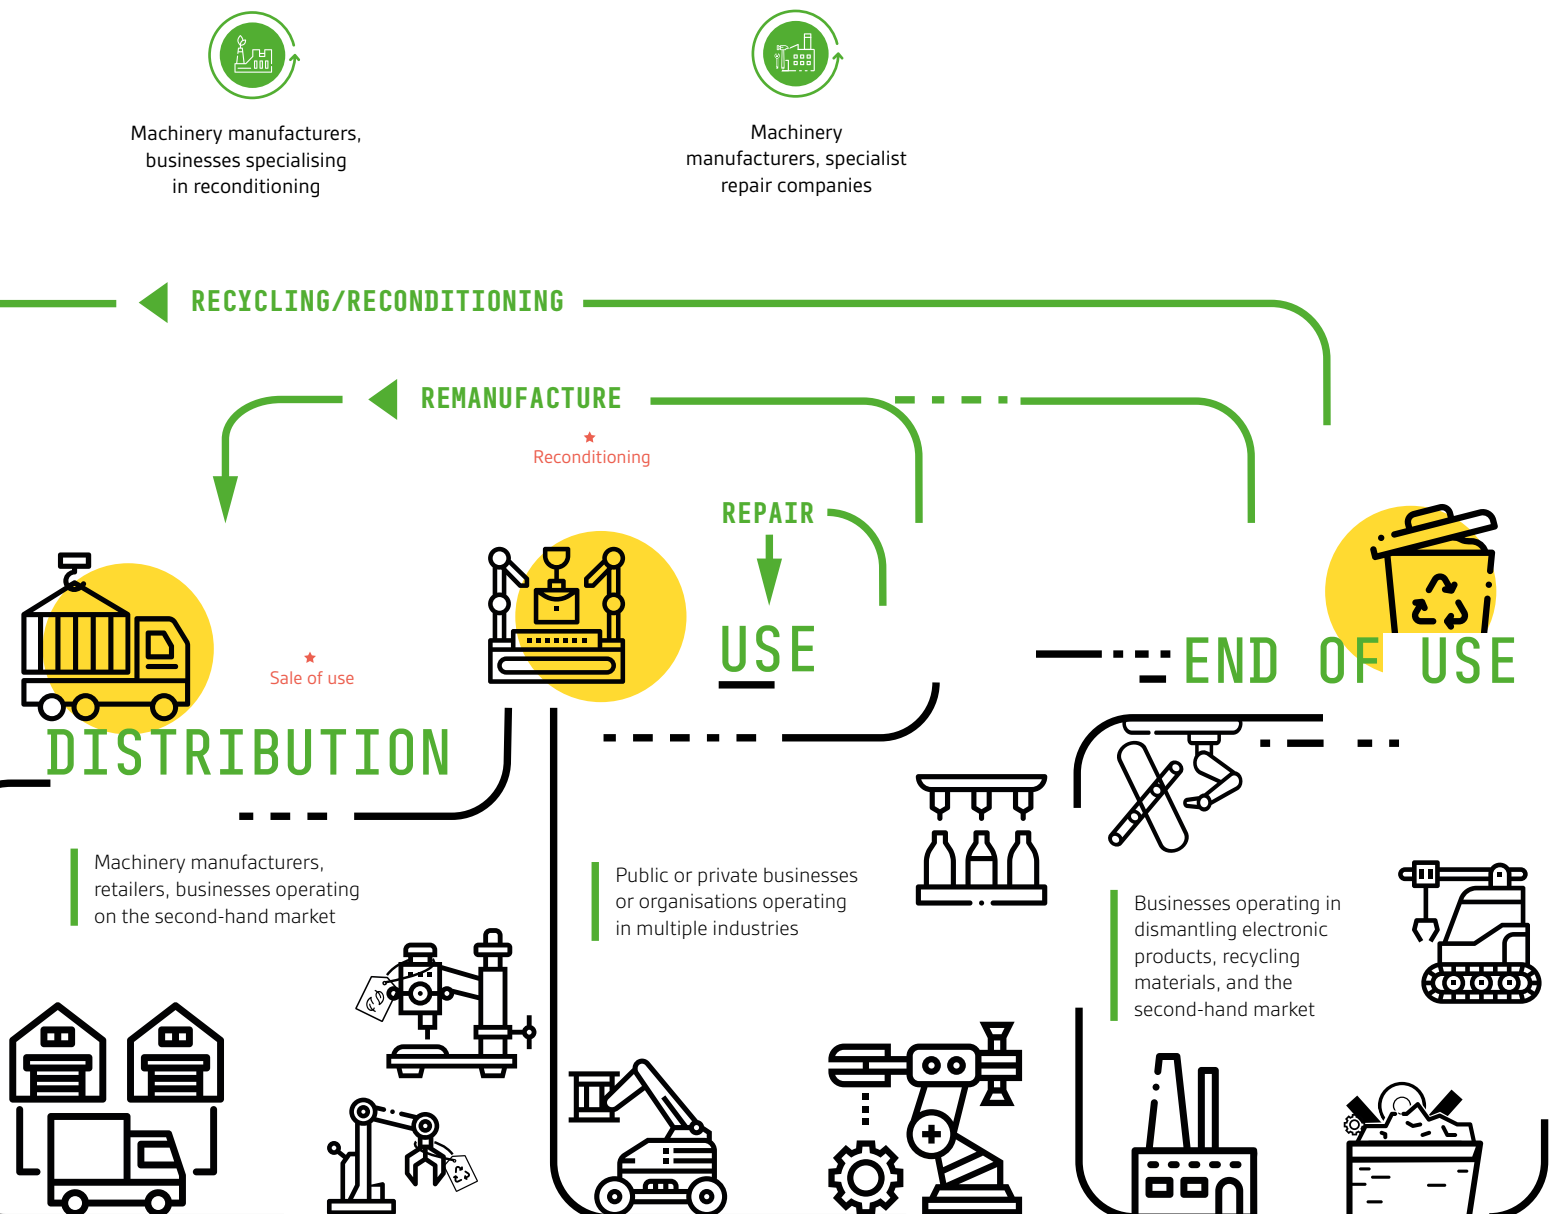 Machinery manufacturers,
businesses specialising
in reconditioning
Machinery
manufacturers, specialist
repair companies
RECYCLING/RECONDITIONING
REMANUFACTURE
Reconditioning
REPAIR
USE
END OF USE
Sale of use
DISTRIBUTION
Machinery manufacturers,
retailers, businesses operating
on the second-hand market
Public or private businesses
or organisations operating
in multiple industries
Businesses operating in
dismantling electronic
products, recycling
materials, and the
second-hand market